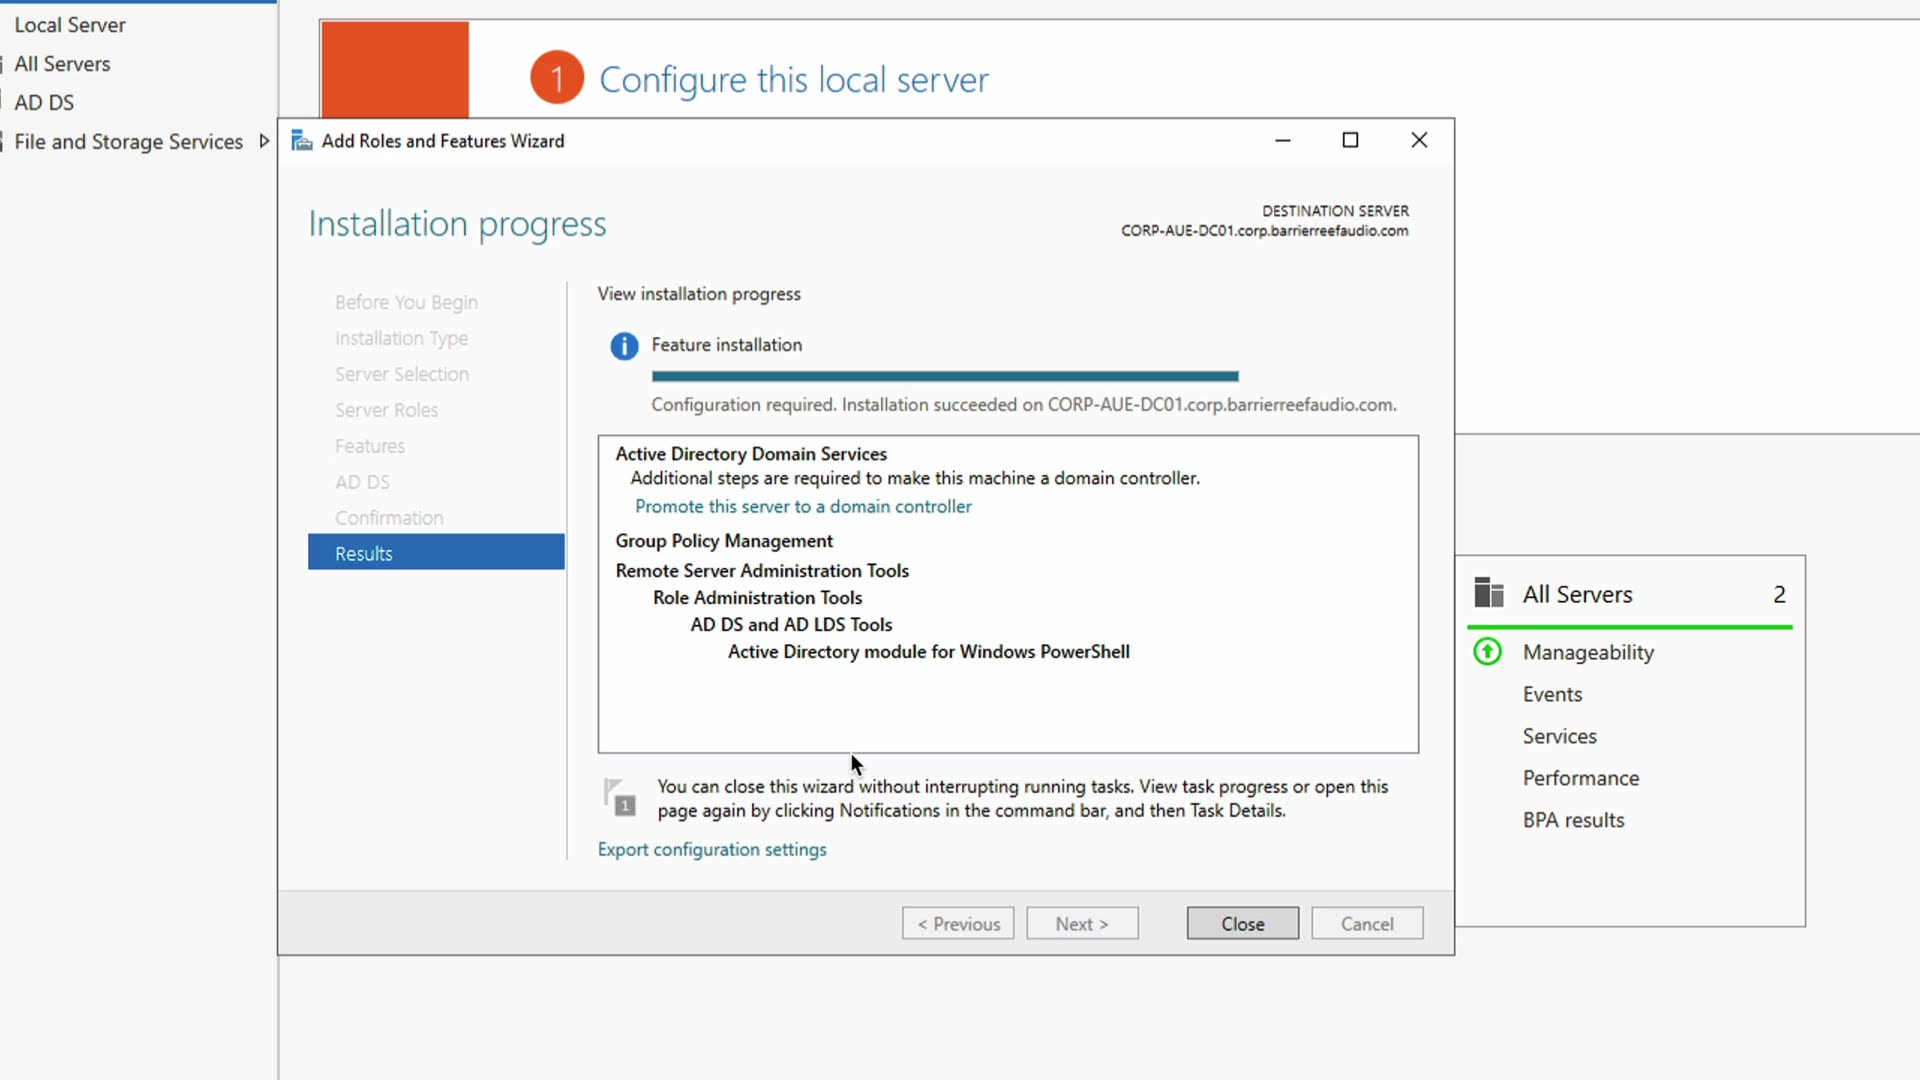 Local Server
All Servers
AD DS
File and Storage Services
1 Configure this local server
Add Roles and Features Wizard
Installation progress
DESTINATION SERVER
CORP-AUE-DC01.corp.barrierreefaudio.com
Before You Begin
Installation Type
Server Selection
Server Roles
Features
AD DS
Confirmation
Results
View installation progress
Feature installation
Configuration required. Installation succeeded on CORP-AUE-DC01.corp.barrierreefaudio.com.
Active Directory Domain Services
Additional steps are required to make this machine a domain controller.
Promote this server to a domain controller
Group Policy Management
Remote Server Administration Tools
Role Administration Tools
AD DS and AD LDS Tools
Active Directory module for Windows PowerShell
1
You can close this wizard without interrupting running tasks. View task progress or open this
page again by clicking Notifications in the command bar, and then Task Details.
Export configuration settings
< Previous
Next >
Close
Cancel
All Servers 2
Manageability
Events
Services
Performance
BPA results